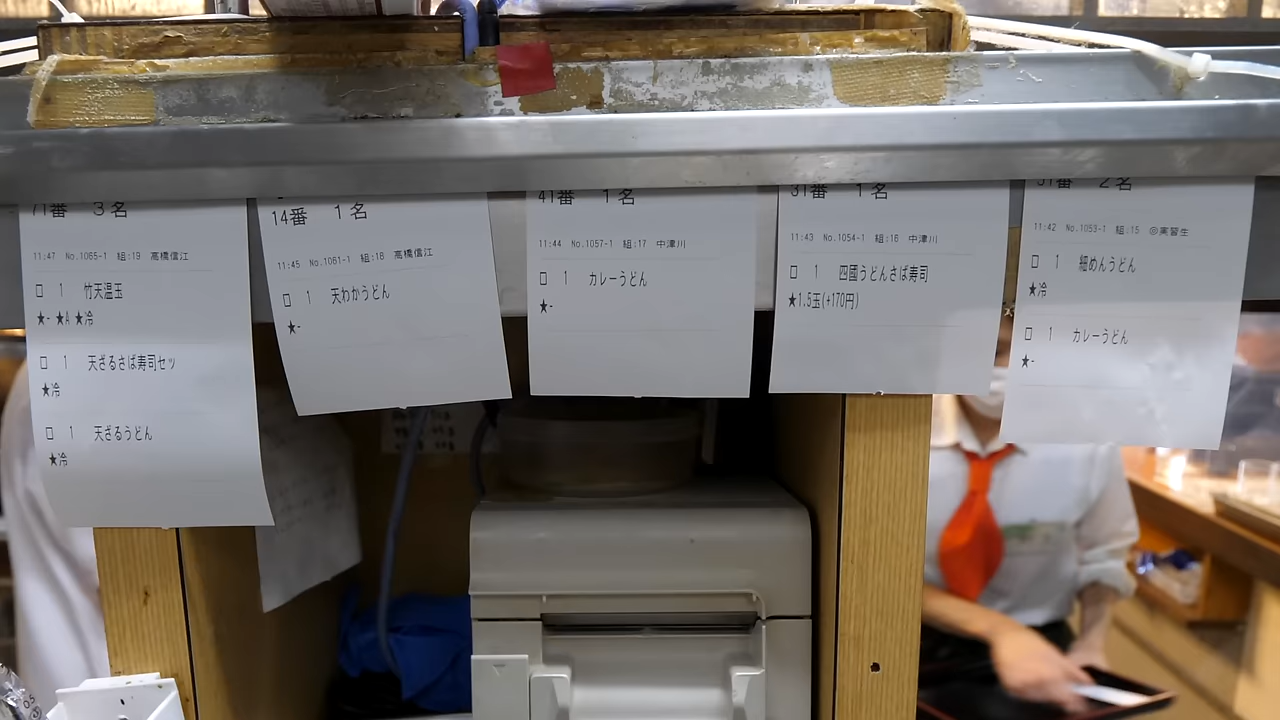 71番 3名
11:47 No.1065-1 組:19 高橋信江
□ 1 竹天温玉
★- ★A ★冷
□ 1 天ざるさば寿司セッ
★冷
□ 1 天ざるうどん
★冷
14番 1名
11:45 No.1061-1 組:18 高橋信江
□ 1 天わかうどん
★-
41番 1名
11:44 No.1057-1 組:17 中津川
□ 1 カレーうどん
★-
31番 1名
11:43 No.1054-1 組:16 中津川
□ 1 四国うどんさば寿司
★1.5玉(+170円)
51番 2名
11:42 No.1053-1 組:15 ◎実習生
□ 1 細めんうどん
★冷
□ 1 カレーうどん
★-